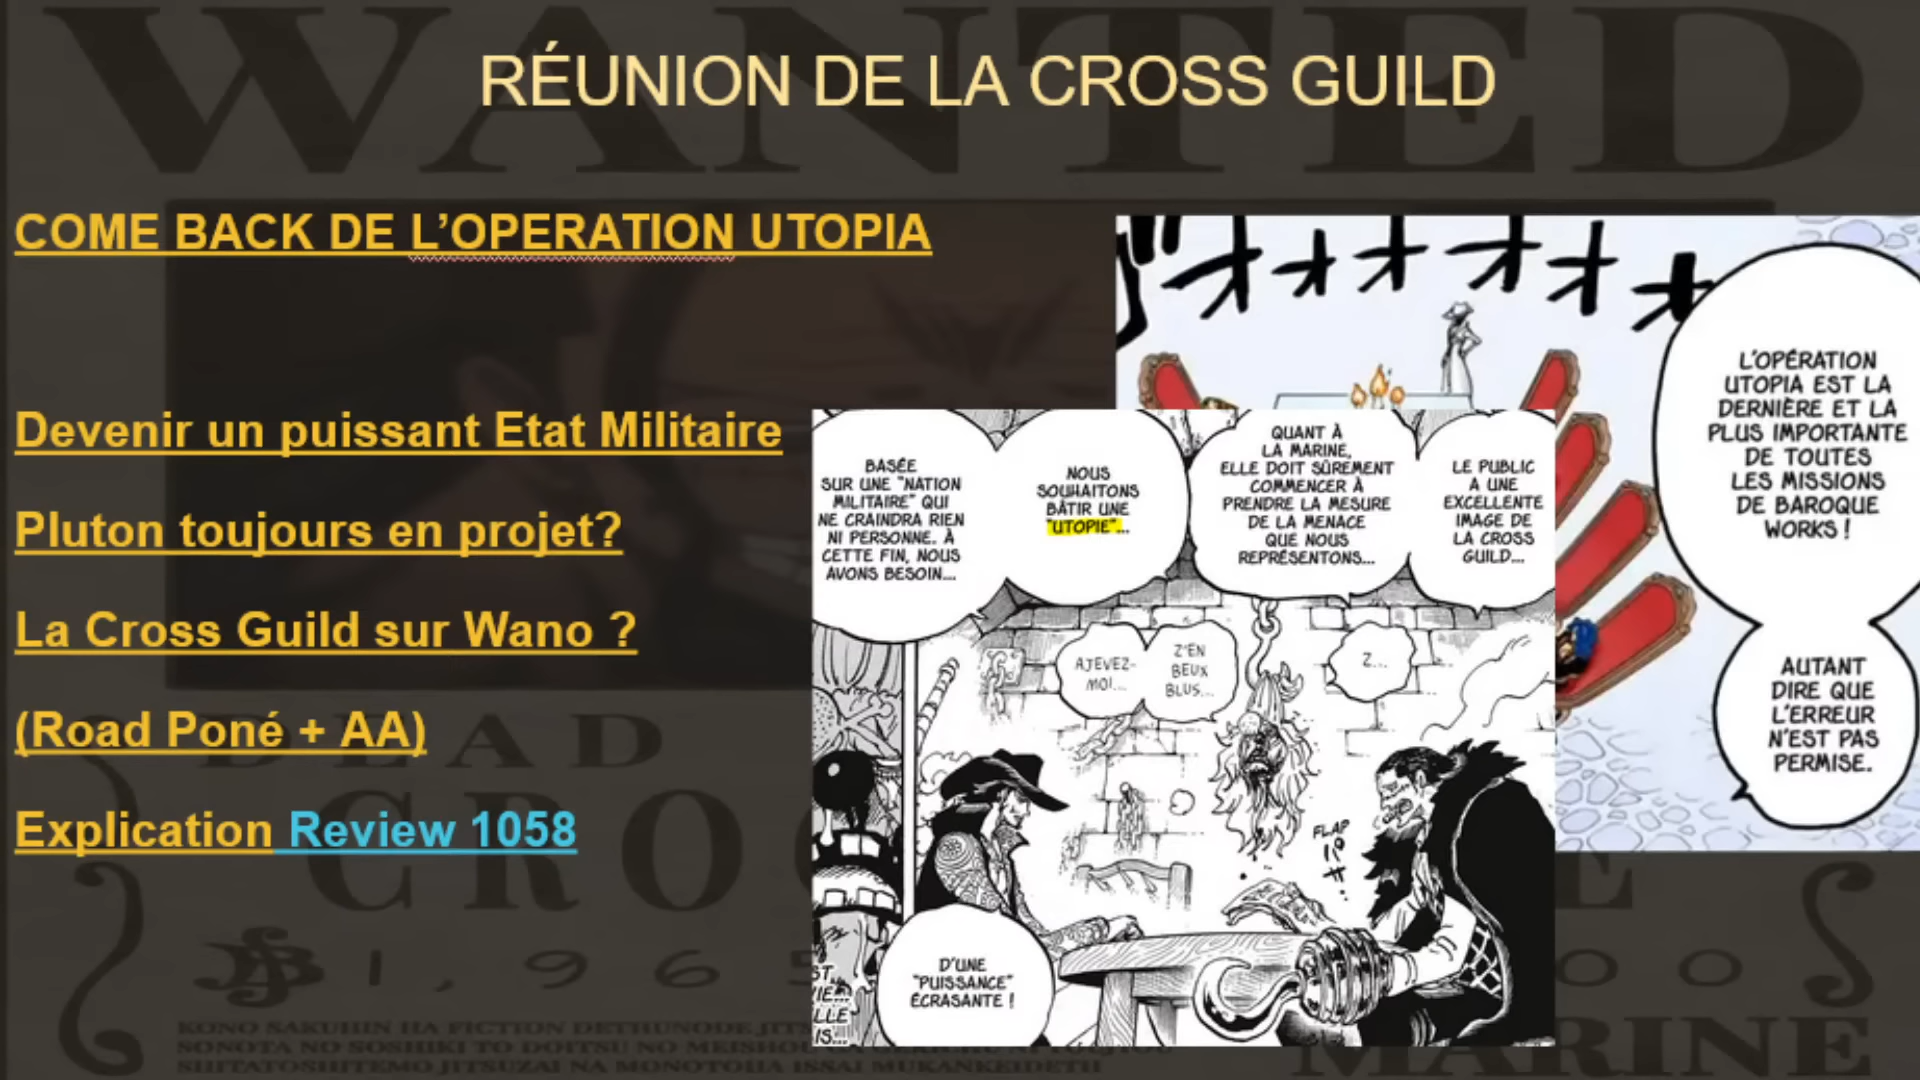 WANTED
RÉUNION DE LA CROSS GUILD
COME BACK DE L’OPERATION UTOPIA
Devenir un puissant Etat Militaire
Pluton toujours en projet?
La Cross Guild sur Wano ?
(Road Poné + AA)
Explication Review 1058
L'OPÉRATION
UTOPIA EST LA
DERNIÈRE ET LA
PLUS IMPORTANTE
DE TOUTES
LES MISSIONS
DE BAROQUE
WORKS !
AUTANT
DIRE QUE
L'ERREUR
N'EST PAS
PERMISE.
LE PUBLIC
A UNE
EXCELLENTE
IMAGE DE
LA CROSS
GUILD...
QUANT À
LA MARINE,
ELLE DOIT SÛREMENT
COMMENCER À
PRENDRE LA MESURE
DE LA MENACE
QUE NOUS
REPRÉSENTONS...
NOUS
SOUHAITONS
BÂTIR UNE
"UTOPIE"...
BASÉE
SUR UNE "NATION
MILITAIRE" QUI
NE CRAINDRA RIEN
NI PERSONNE. À
CETTE FIN, NOUS
AVONS BESOIN...
Z...
Z'EN
BEUX
BLUS...
AJEVEZ-
MOI...
FLAP
D'UNE
"PUISSANCE"
ÉCRASANTE !
DEAD
MARINE